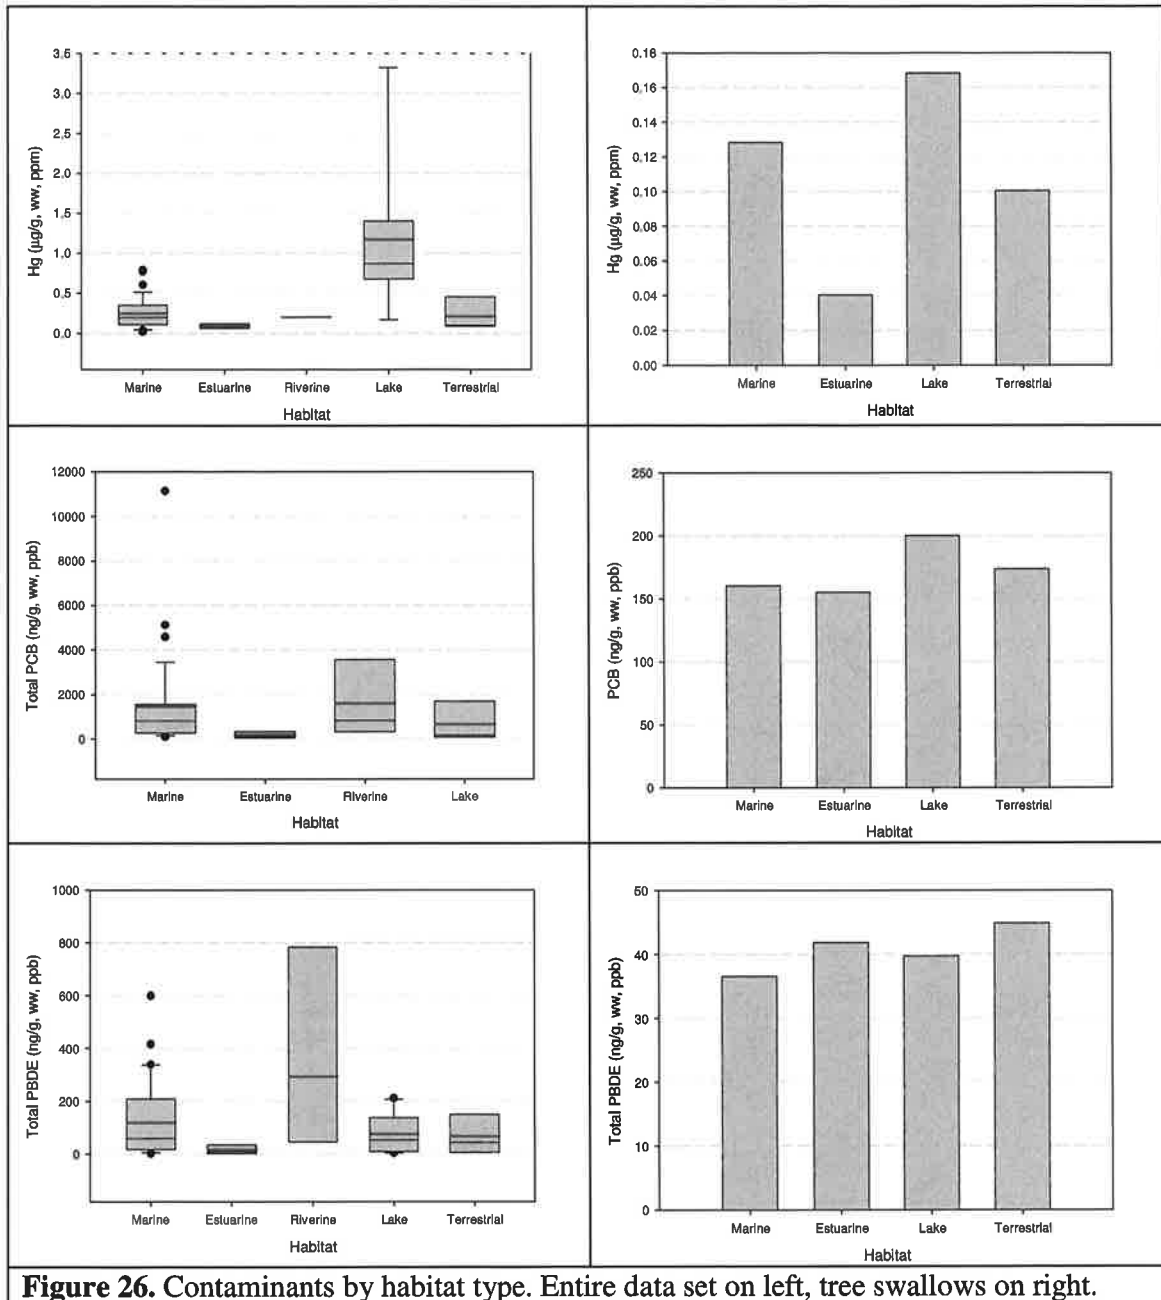 3.5
3.0
2.5
2.0
1.5
1.0
0.5
0.0
Hg (µg/g, ww, ppm)
Marine Estuarine Riverine Lake Terrestrial
Habitat
0.18
0.16
0.14
0.12
0.10
0.08
0.06
0.04
0.02
0.00
Hg (µg/g, ww, ppm)
Marine Estuarine Lake Terrestrial
Habitat
12000
10000
8000
6000
4000
2000
0
Total PCB (ng/g, ww, ppb)
Marine Estuarine Riverine Lake
Habitat
250
200
150
100
50
0
PCB (ng/g, ww, ppb)
Marine Estuarine Lake Terrestrial
Habitat
1000
800
600
400
200
0
Total PBDE (ng/g, ww, ppb)
Marine Estuarine Riverine Lake Terrestrial
Habitat
50
40
30
20
10
0
Total PBDE (ng/g, ww, ppb)
Marine Estuarine Lake Terrestrial
Habitat
Figure 26. Contaminants by habitat type. Entire data set on left, tree swallows on right.